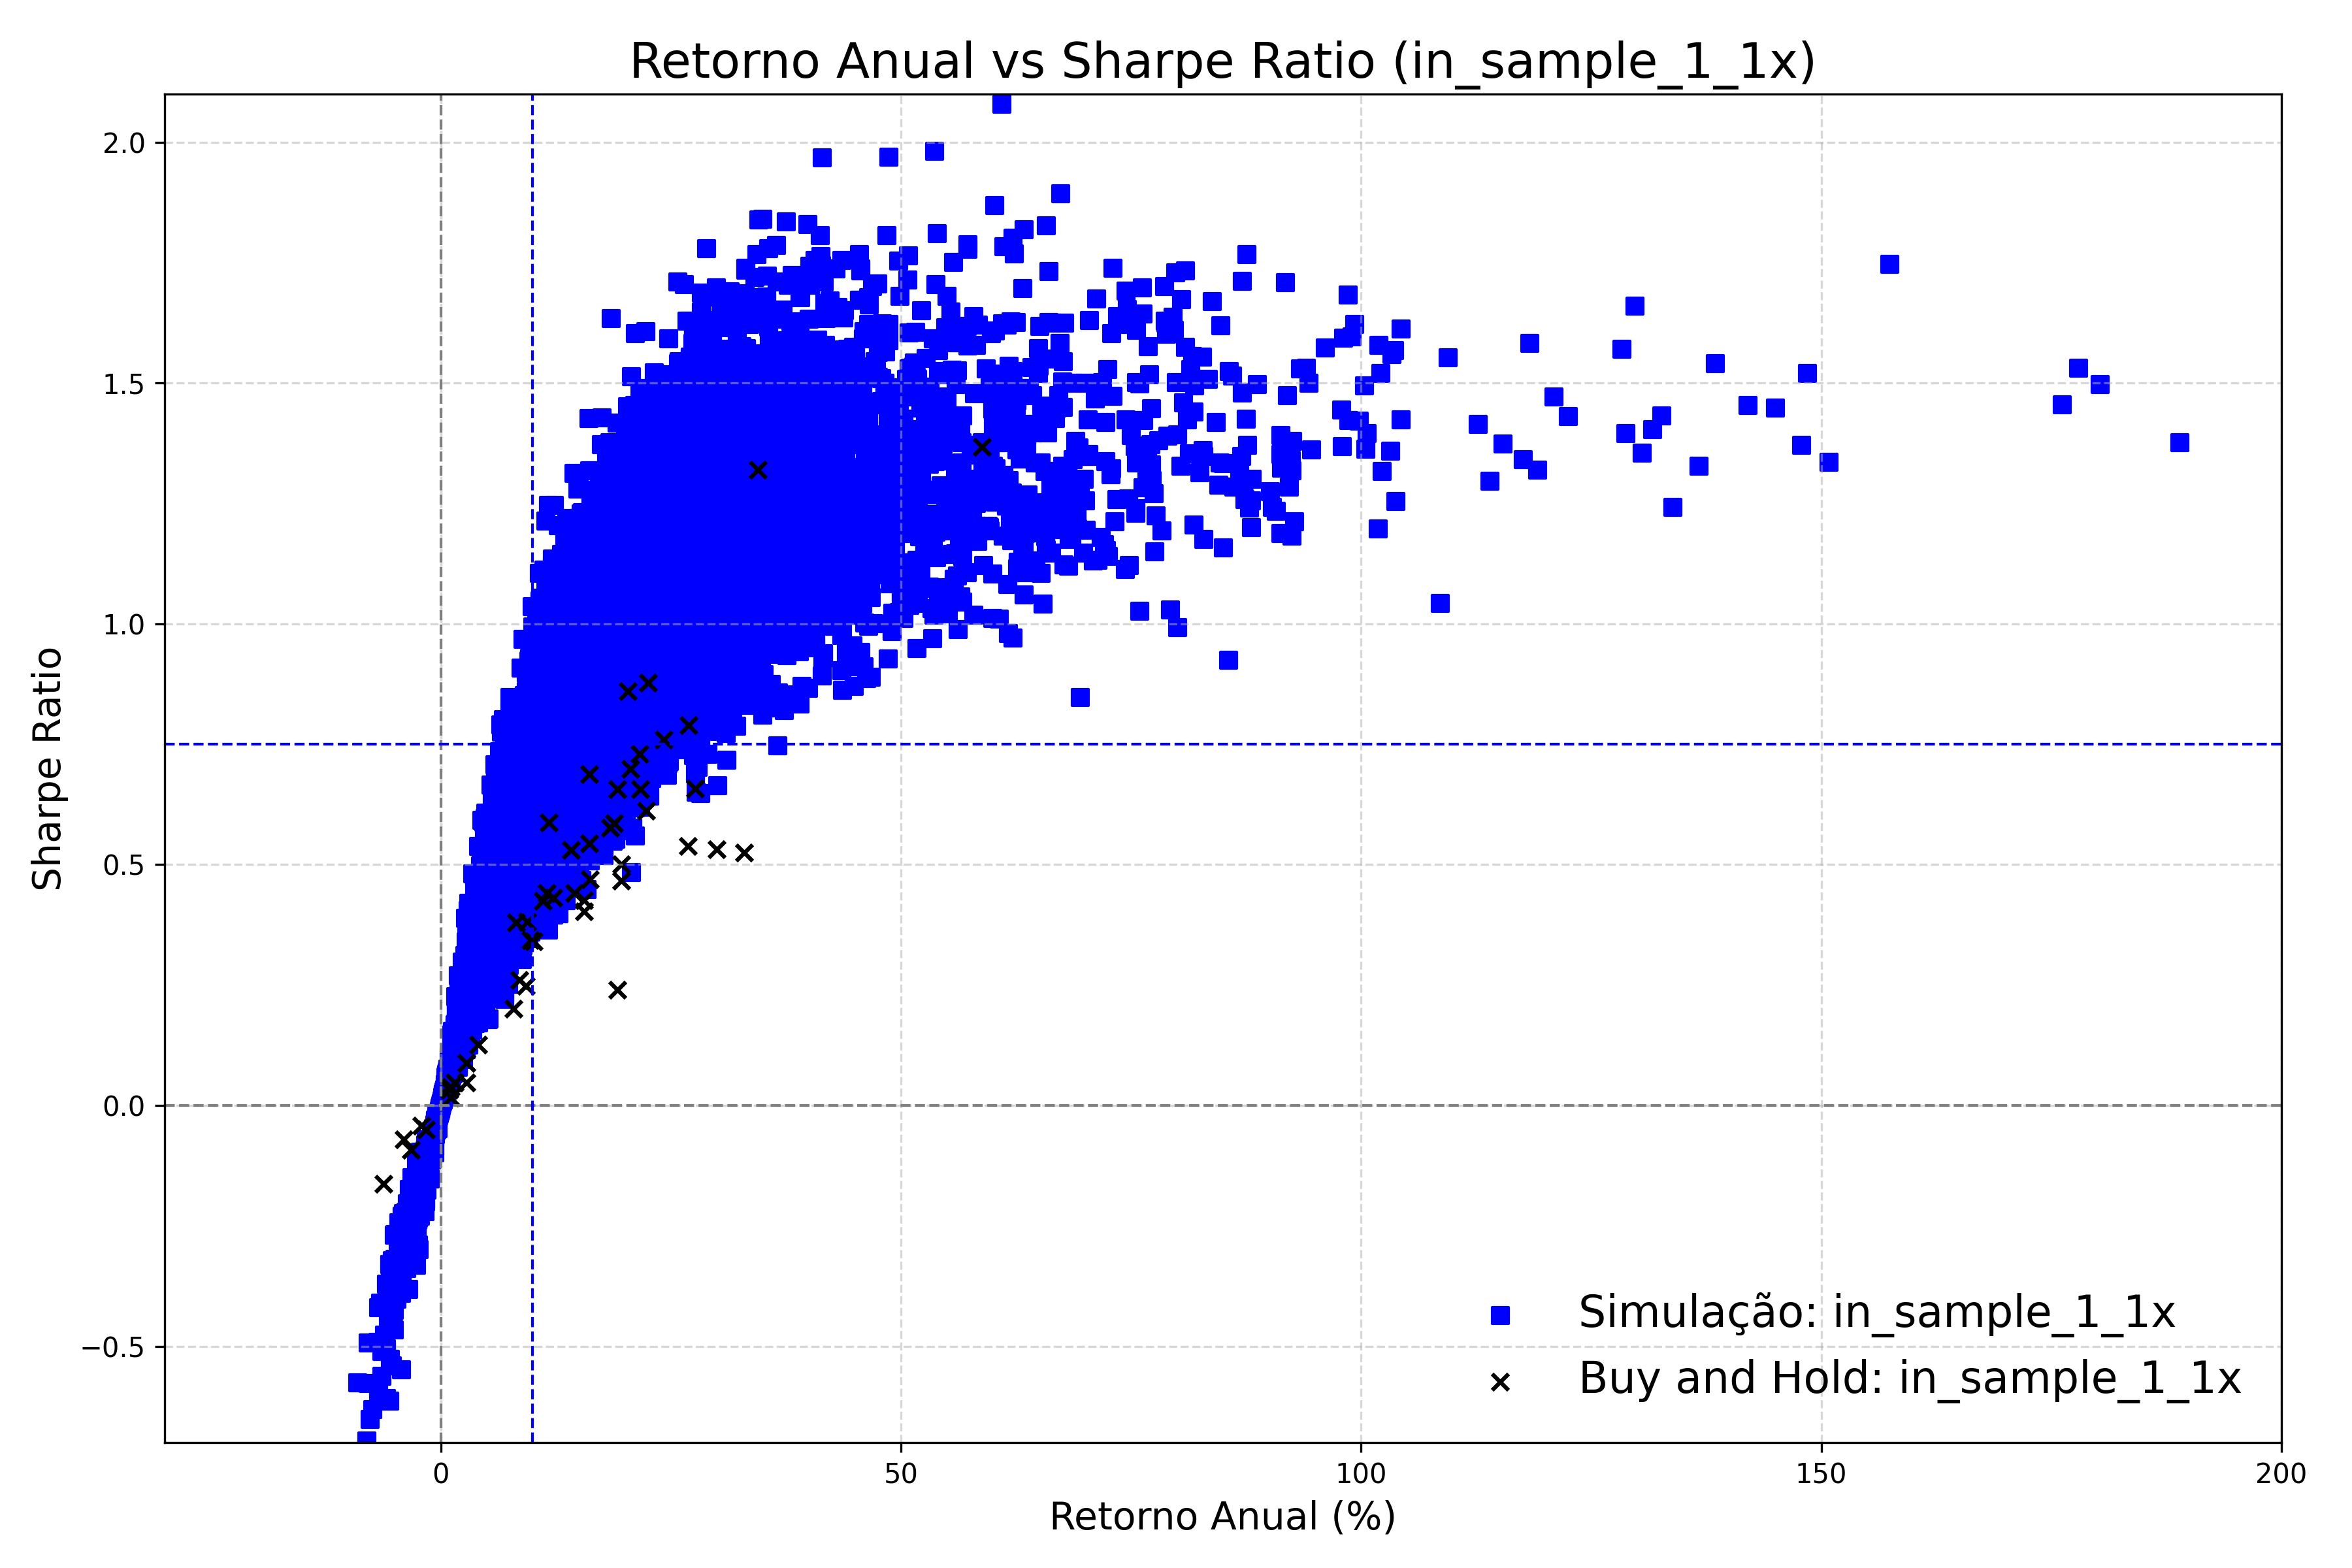 Retorno Anual vs Sharpe Ratio (in_sample_1_1x)
2.0
1.5
1.0
0.5
0.0
−0.5
Sharpe Ratio
Simulação: in_sample_1_1x
Buy and Hold: in_sample_1_1x
0 50 100 150 200
Retorno Anual (%)